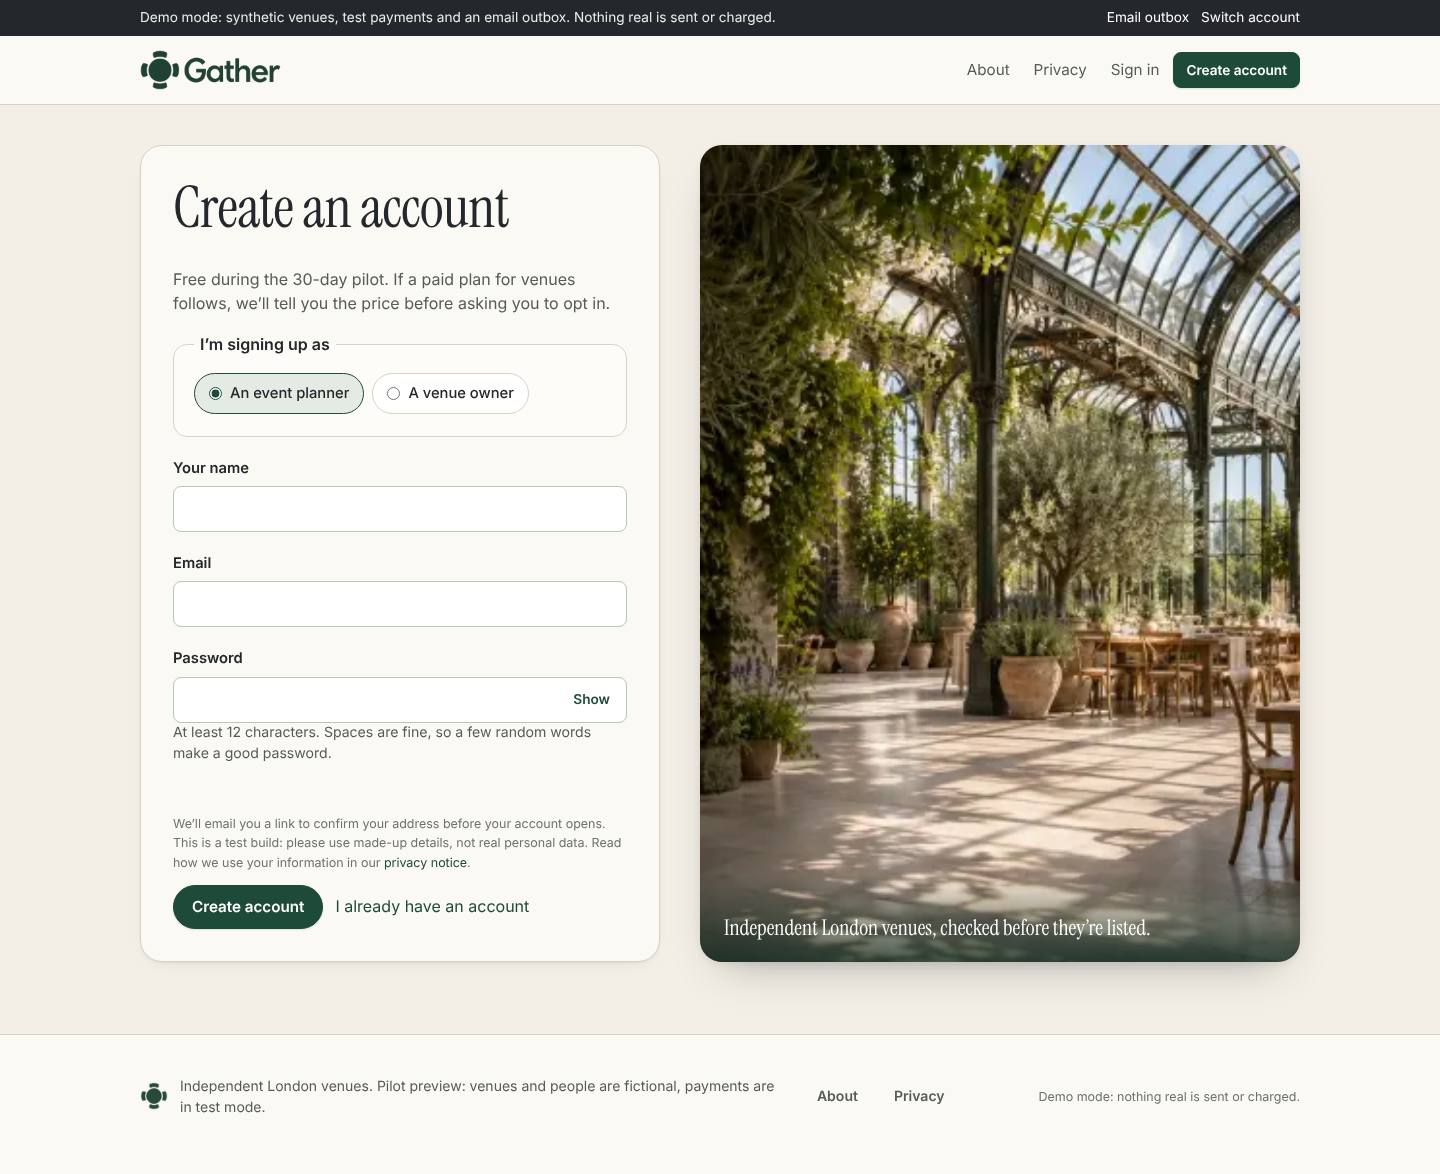 Demo mode: synthetic venues, test payments and an email outbox. Nothing real is sent or charged.
Email outbox Switch account
Gather
About Privacy Sign in Create account
Create an account
Free during the 30-day pilot. If a paid plan for venues
follows, we’ll tell you the price before asking you to opt in.
I’m signing up as
An event planner A venue owner
Your name
Email
Password
Show
At least 12 characters. Spaces are fine, so a few random words
make a good password.
We’ll email you a link to confirm your address before your account opens.
This is a test build: please use made-up details, not real personal data. Read
how we use your information in our privacy notice.
Create account I already have an account
Independent London venues, checked before they’re listed.
Independent London venues. Pilot preview: venues and people are fictional, payments are
in test mode.
About Privacy
Demo mode: nothing real is sent or charged.